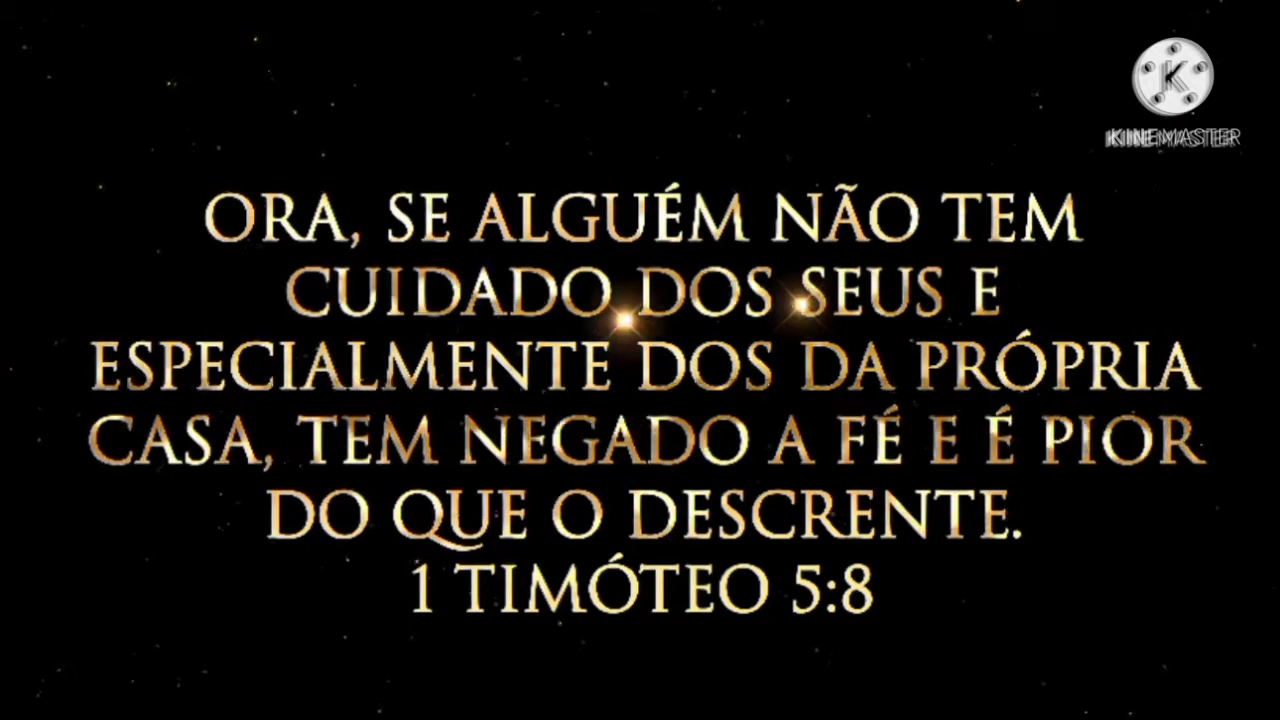 KINEMASTER
ORA, SE ALGUÉM NÃO TEM
CUIDADO DOS SEUS E
ESPECIALMENTE DOS DA PRÓPRIA
CASA, TEM NEGADO A FÉ E É PIOR
DO QUE O DESCRENTE.
1 TIMÓTEO 5:8